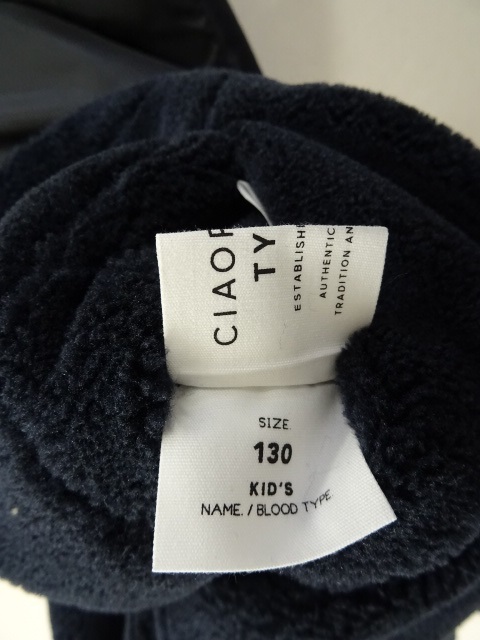 CIAOP
TY
ESTABLISH
AUTHENTIC
TRADITION AN
SIZE
130
KID'S
NAME. / BLOOD TYPE